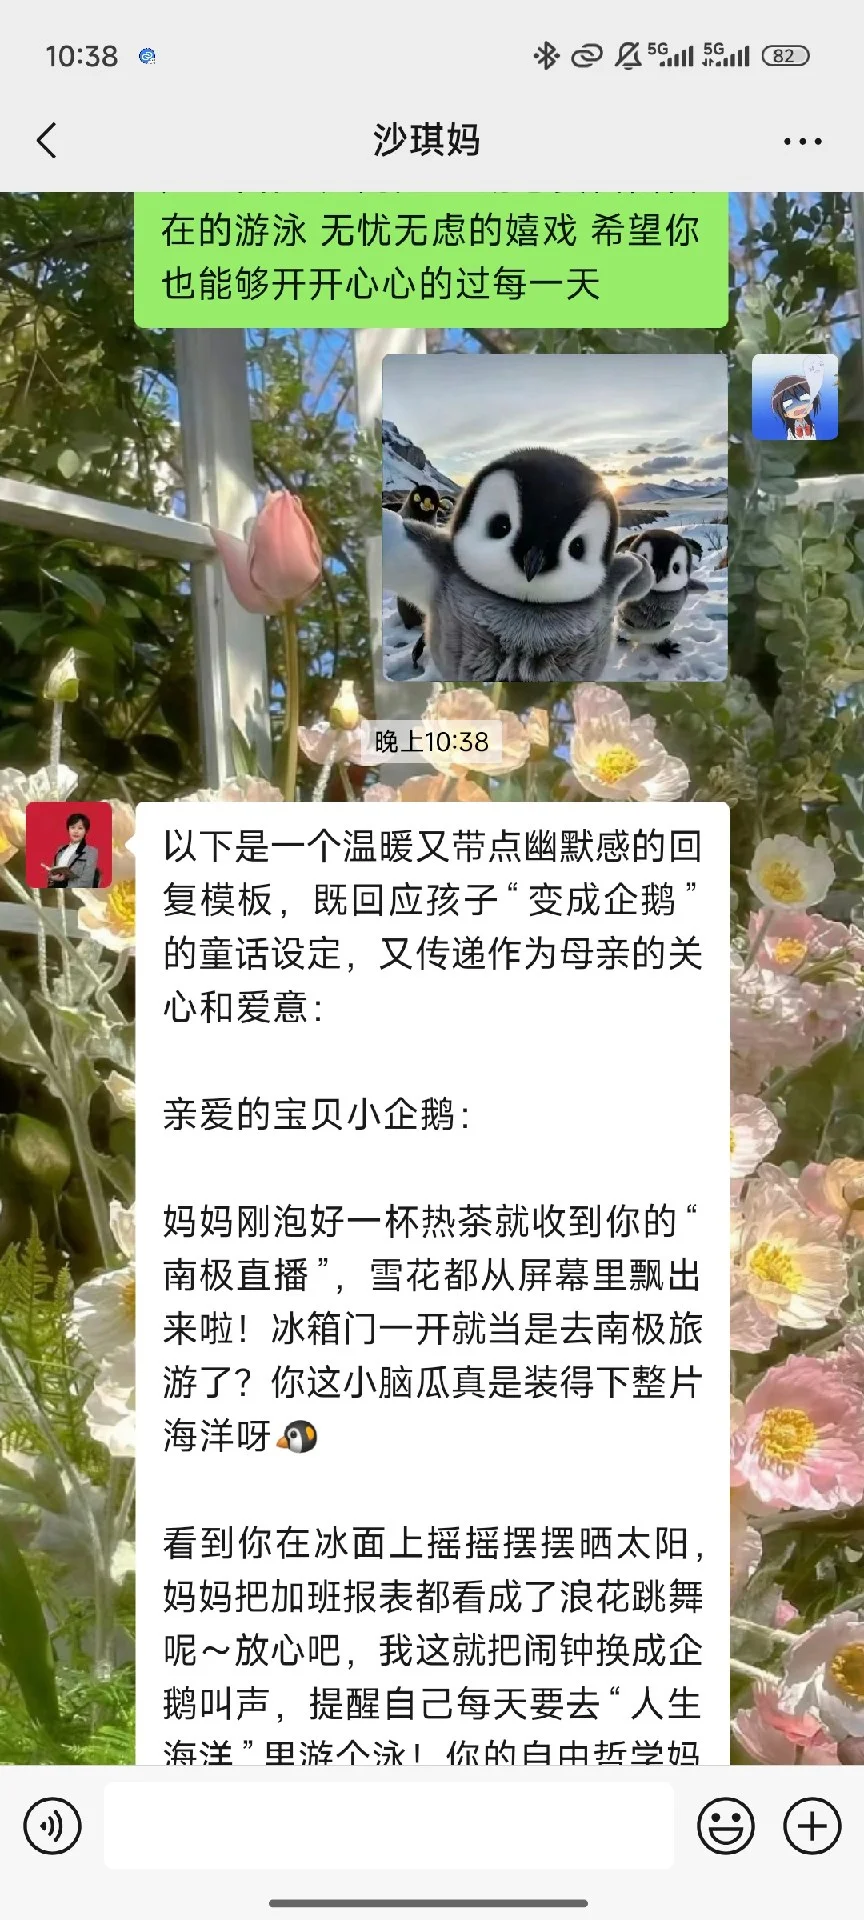 10:38
5G
5G
82
沙琪妈
在的游泳 无忧无虑的嬉戏 希望你
也能够开开心心的过每一天
晚上10:38
以下是一个温暖又带点幽默感的回
复模板，既回应孩子“变成企鹅”
的童话设定，又传递作为母亲的关
心和爱意：
亲爱的宝贝小企鹅：
妈妈刚泡好一杯热茶就收到你的“
南极直播”，雪花都从屏幕里飘出
来啦！冰箱门一开就当是去南极旅
游了？你这小脑瓜真是装得下整片
海洋呀🐧
看到你在冰面上摇摇摆摆晒太阳，
妈妈把加班报表都看成了浪花跳舞
呢～放心吧，我这就把闹钟换成企
鹅叫声，提醒自己每天要去“人生
海洋”里游个泳！你的自由哲学妈